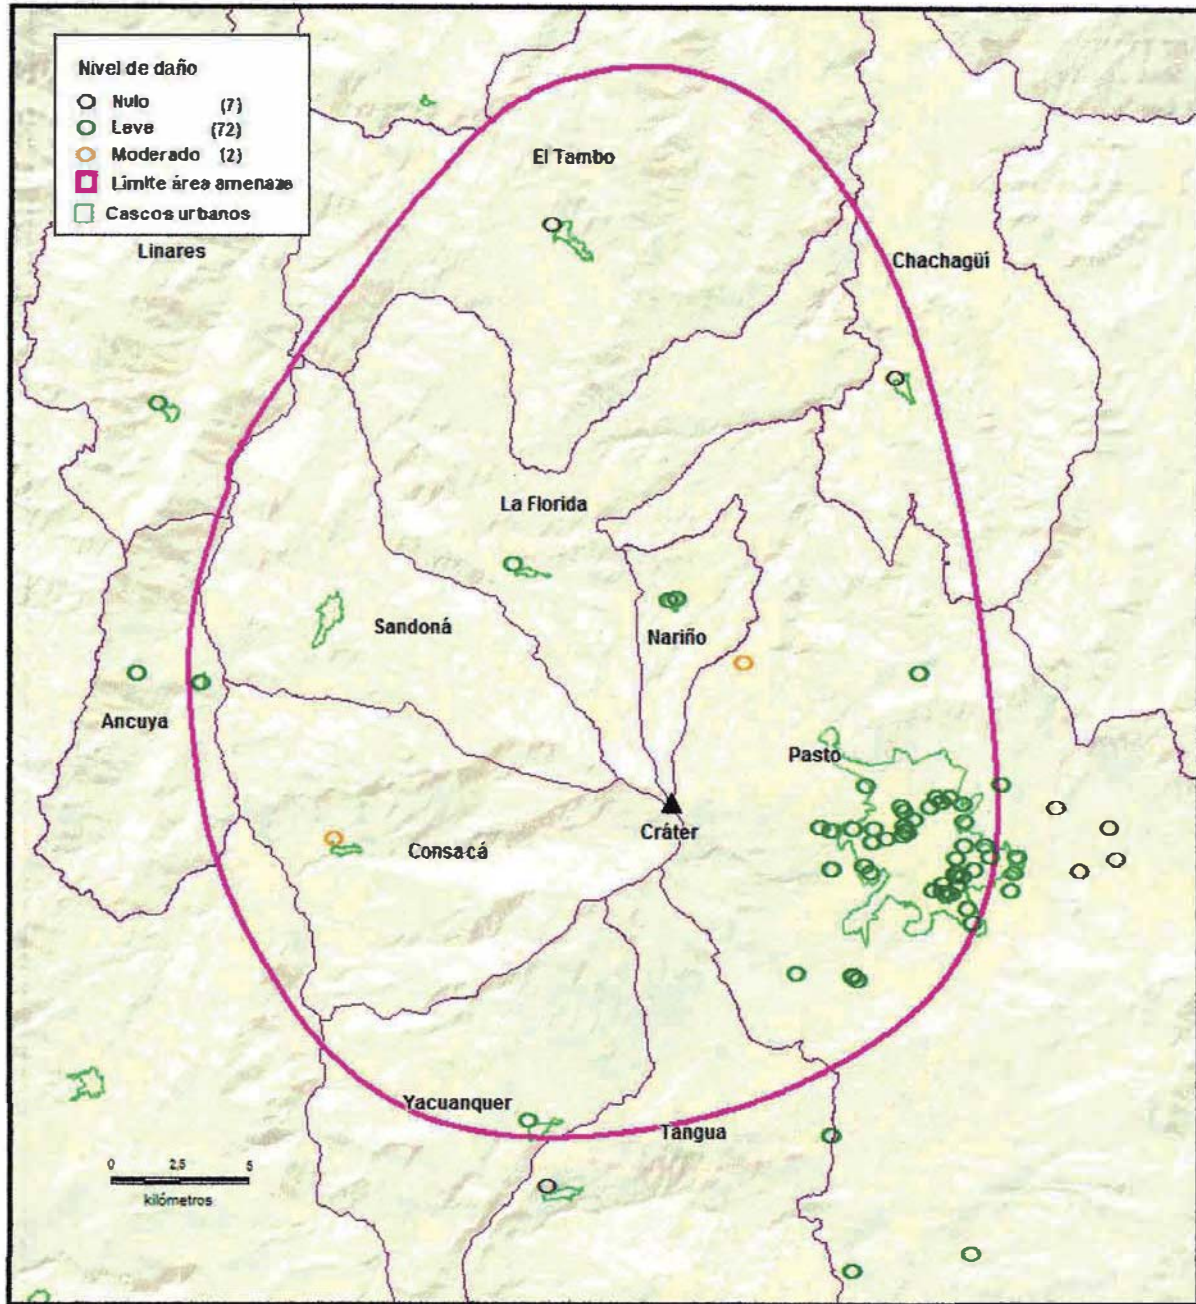 Nivel de daño
Nulo (7)
Leve (72)
Moderado (2)
Límite área amenaza
Cascos urbanos
El Tambo
Linares
Chachagüí
La Florida
Sandoná
Nariño
Ancuya
Pasto
Cráter
Consacá
Yacuanquer
Tangua
0 2,5 5
kilómetros